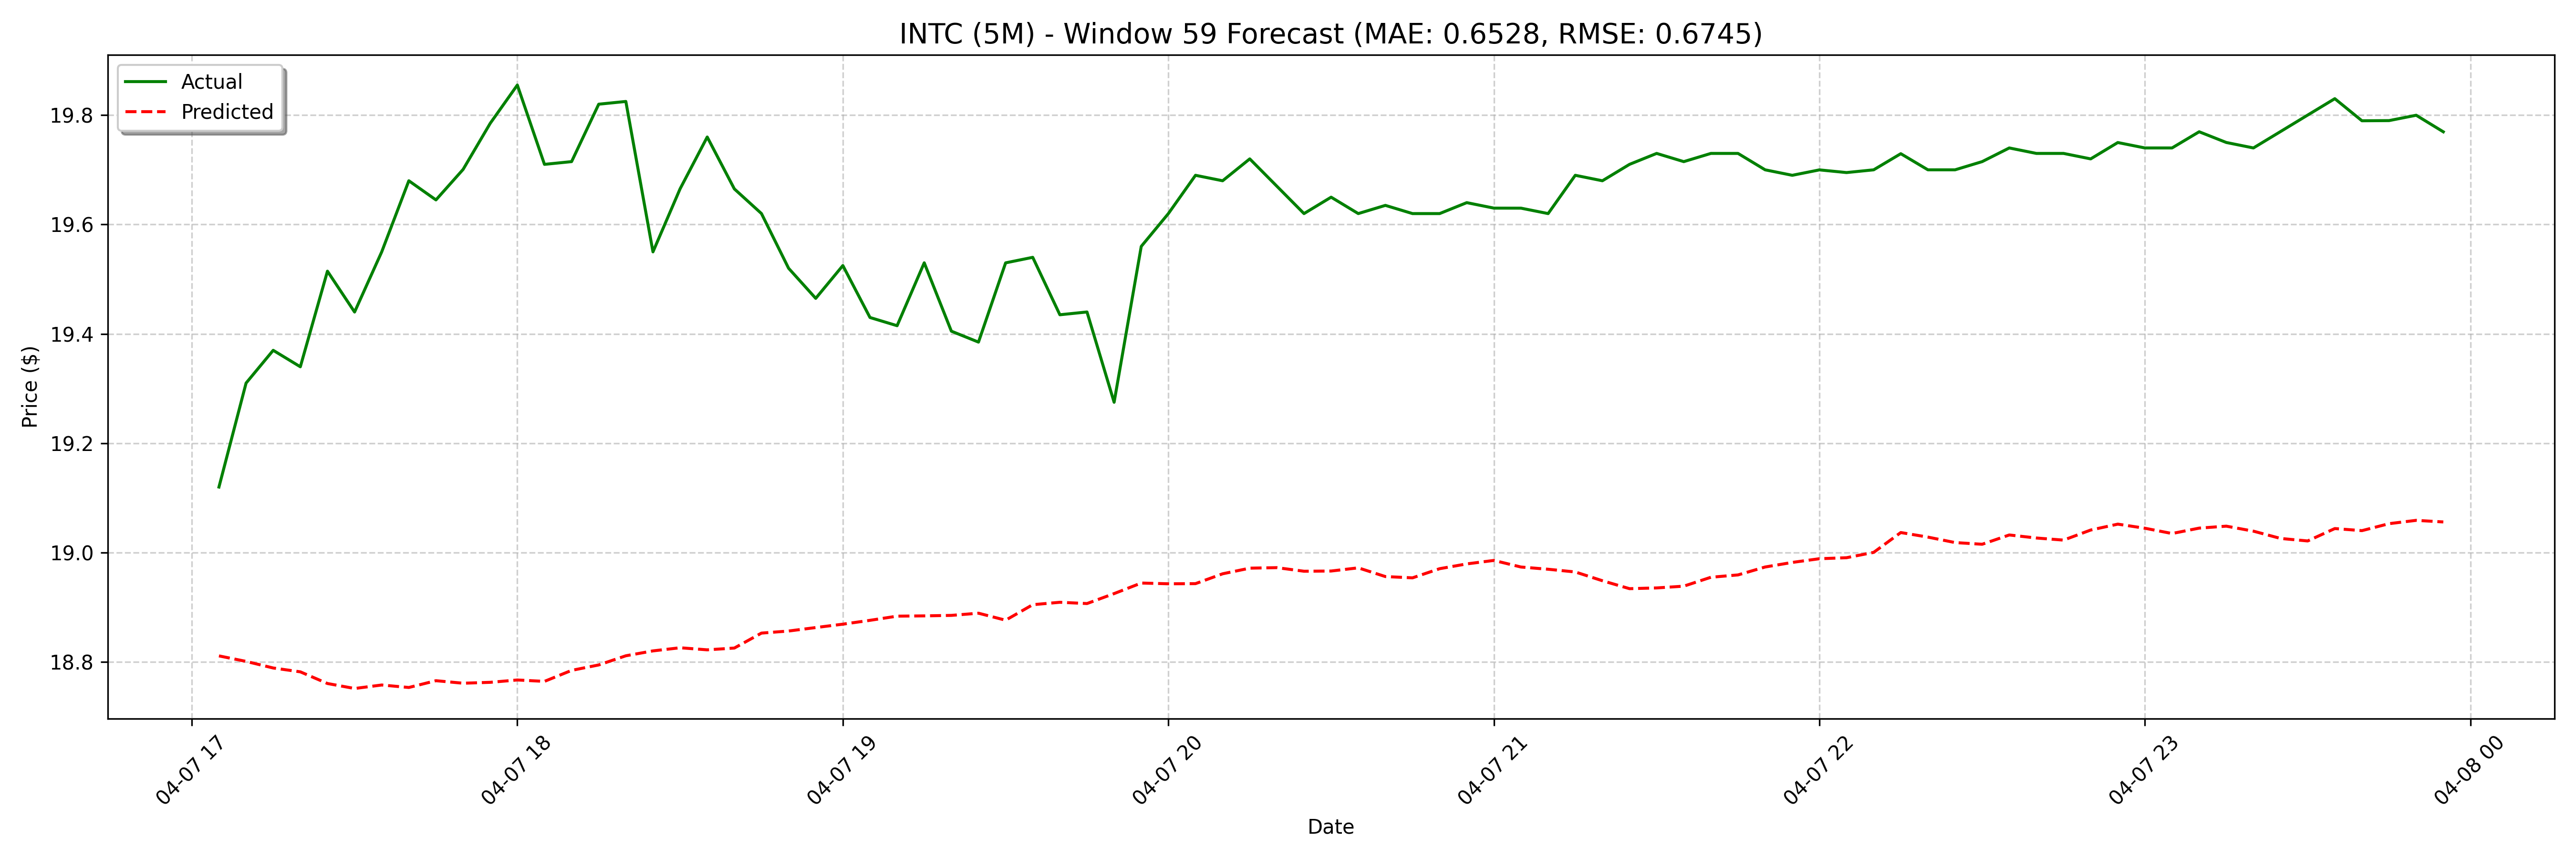 INTC (5M) - Window 59 Forecast (MAE: 0.6528, RMSE: 0.6745)
Actual
Predicted
Price ($)
19.8
19.6
19.4
19.2
19.0
18.8
04-07 17
04-07 18
04-07 19
04-07 20
04-07 21
04-07 22
04-07 23
04-08 00
Date